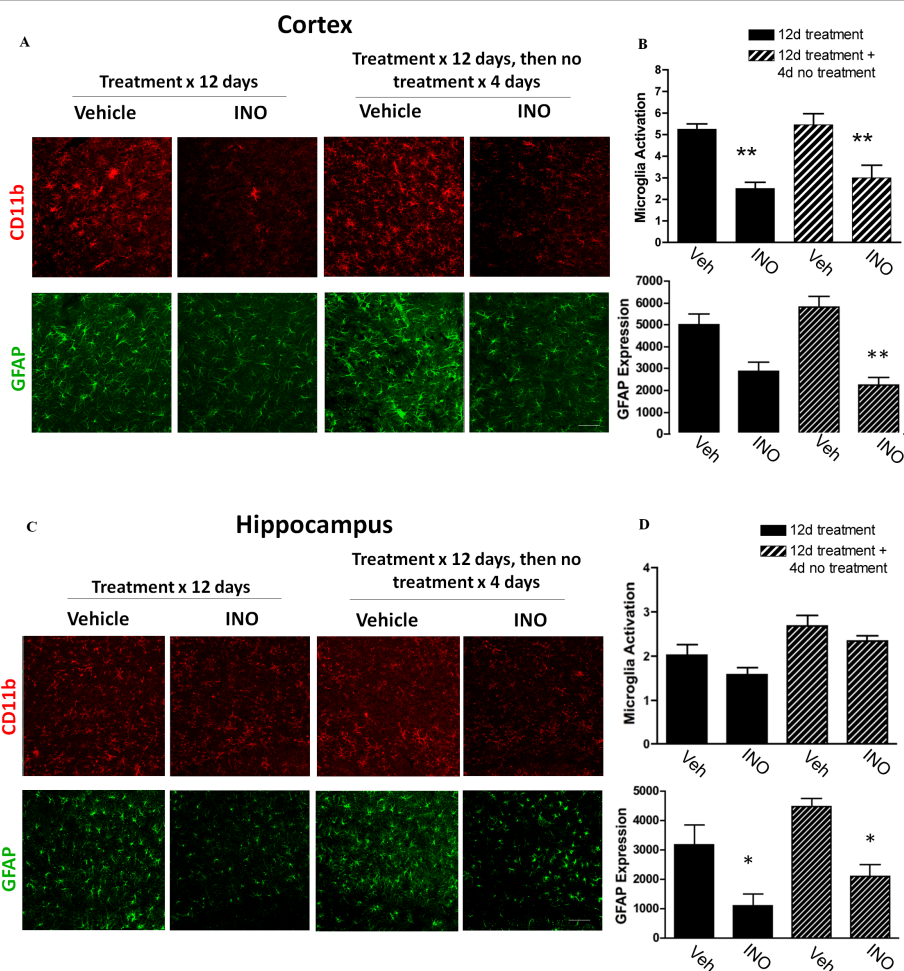 Cortex
A
Treatment x 12 days
Treatment x 12 days, then no
treatment x 4 days
Vehicle
INO
Vehicle
INO
CD11b
GFAP
B
12d treatment
12d treatment +
4d no treatment
Microglia Activation
8
7
6
5
4
3
2
1
0
**
**
Veh
INO
Veh
INO
GFAP Expression
7000
6000
5000
4000
3000
2000
1000
0
**
Veh
INO
Veh
INO
C
Hippocampus
Treatment x 12 days
Treatment x 12 days, then no
treatment x 4 days
Vehicle
INO
Vehicle
INO
CD11b
GFAP
D
12d treatment
12d treatment +
4d no treatment
Microglia Activation
4
3
2
1
0
Veh
INO
Veh
INO
GFAP Expression
5000
4000
3000
2000
1000
0
*
*
Veh
INO
Veh
INO